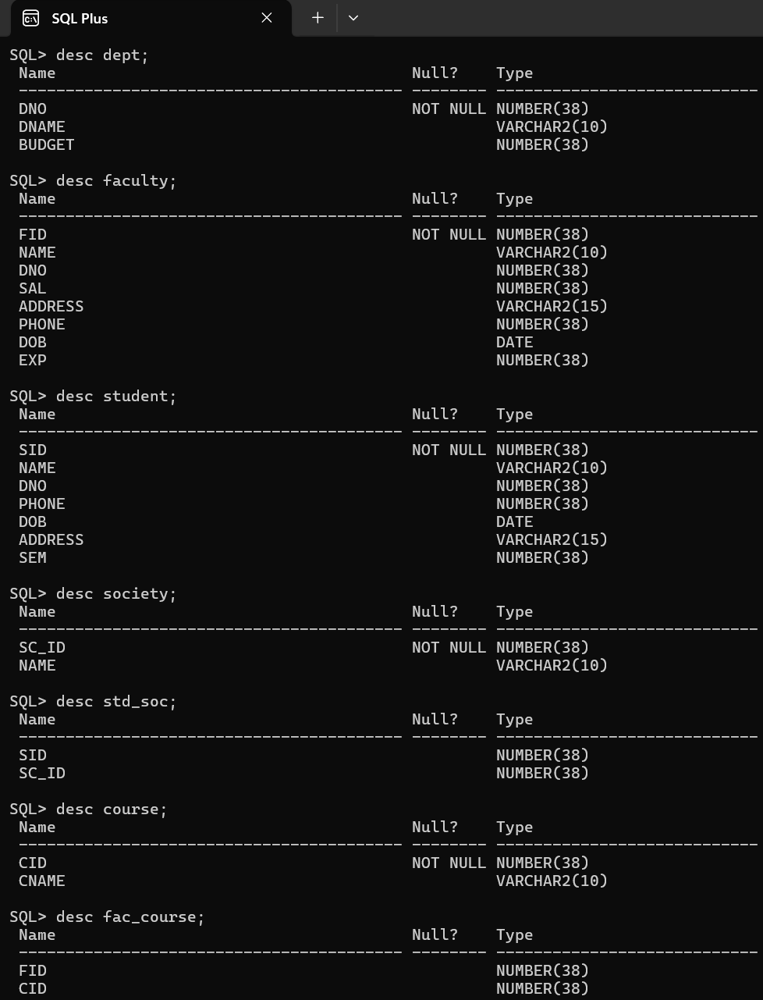 SQL Plus
SQL> desc dept;
Name Null? Type
----------------------------------------- -------- ----------------------------
DNO NOT NULL NUMBER(38)
DNAME VARCHAR2(10)
BUDGET NUMBER(38)
SQL> desc faculty;
Name Null? Type
----------------------------------------- -------- ----------------------------
FID NOT NULL NUMBER(38)
NAME VARCHAR2(10)
DNO NUMBER(38)
SAL NUMBER(38)
ADDRESS VARCHAR2(15)
PHONE NUMBER(38)
DOB DATE
EXP NUMBER(38)
SQL> desc student;
Name Null? Type
----------------------------------------- -------- ----------------------------
SID NOT NULL NUMBER(38)
NAME VARCHAR2(10)
DNO NUMBER(38)
PHONE NUMBER(38)
DOB DATE
ADDRESS VARCHAR2(15)
SEM NUMBER(38)
SQL> desc society;
Name Null? Type
----------------------------------------- -------- ----------------------------
SC_ID NOT NULL NUMBER(38)
NAME VARCHAR2(10)
SQL> desc std_soc;
Name Null? Type
----------------------------------------- -------- ----------------------------
SID NUMBER(38)
SC_ID NUMBER(38)
SQL> desc course;
Name Null? Type
----------------------------------------- -------- ----------------------------
CID NOT NULL NUMBER(38)
CNAME VARCHAR2(10)
SQL> desc fac_course;
Name Null? Type
----------------------------------------- -------- ----------------------------
FID NUMBER(38)
CID NUMBER(38)